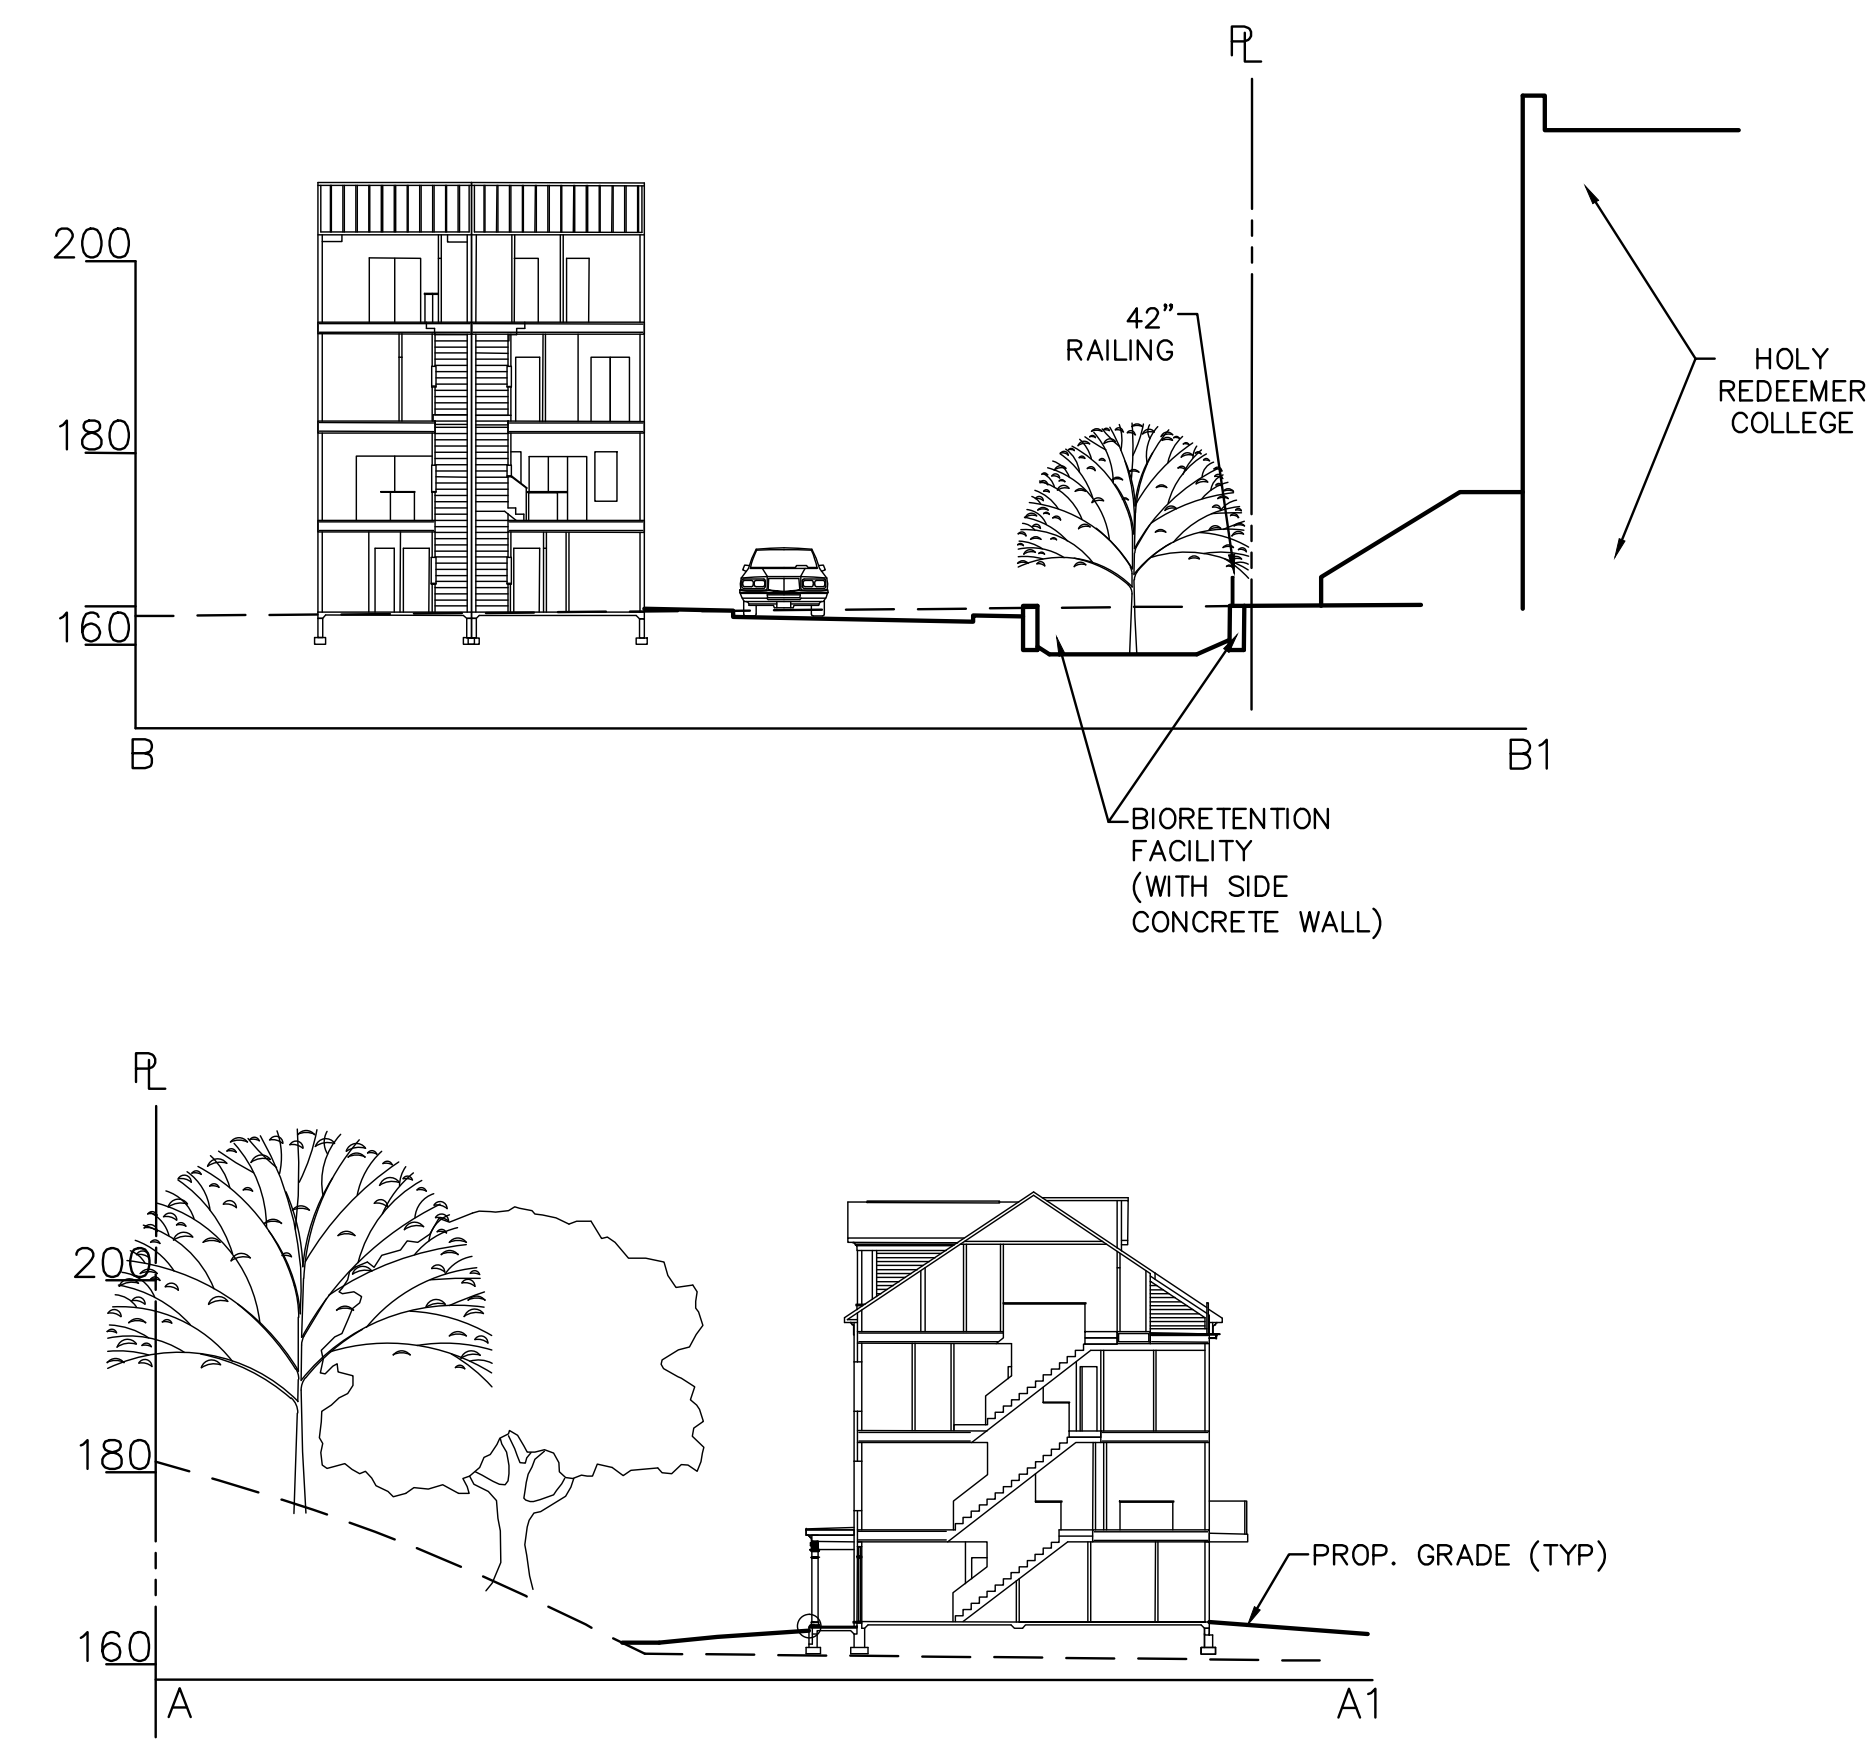 PL
200
180
160
42"
RAILING
HOLY
REDEEMER
COLLEGE
B
B1
BIORETENTION
FACILITY
(WITH SIDE
CONCRETE WALL)
PL
200
180
160
PROP. GRADE (TYP)
A
A1